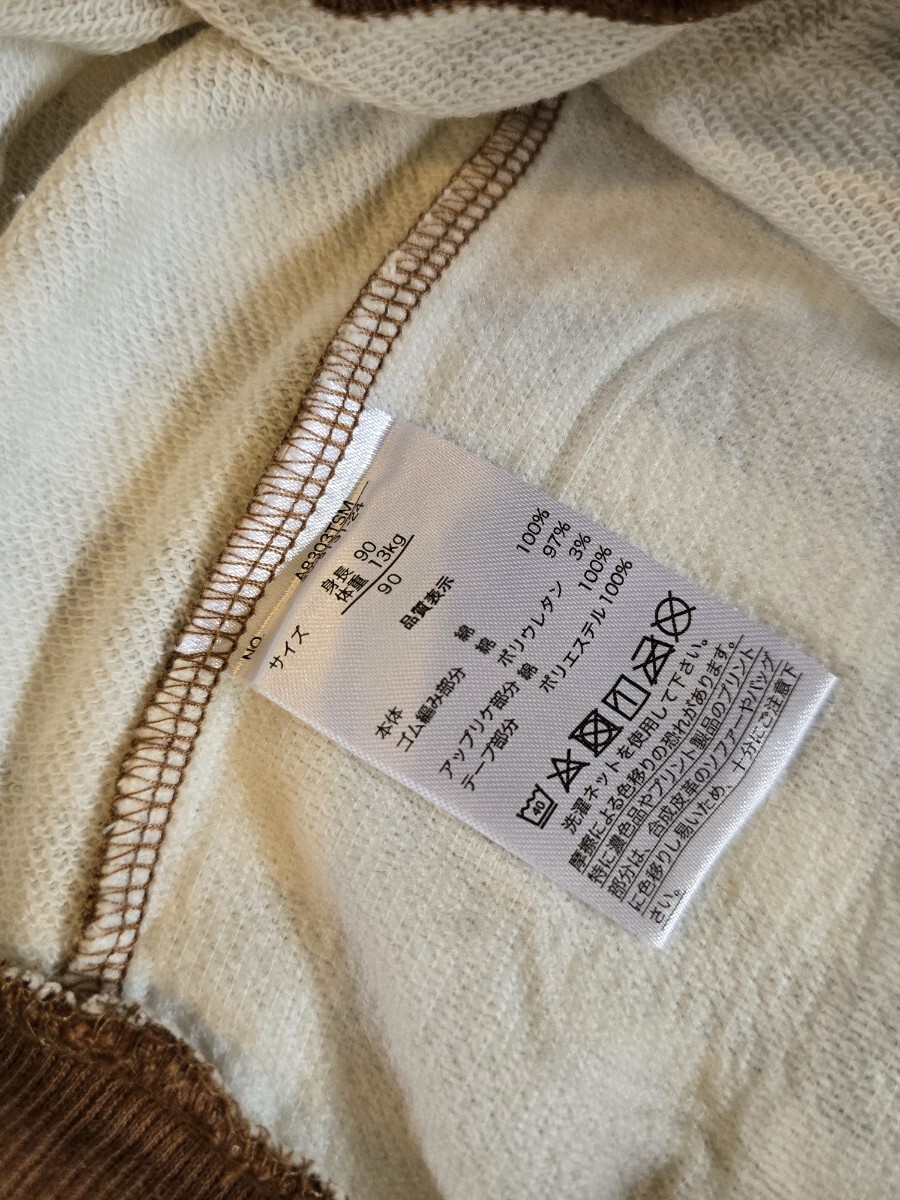 NO. A83031SM
サイズ 身長 90
体重 13kg
90
品質表示
本体 綿 100%
ゴム編み部分 綿 97%
ポリウレタン 3%
アップリケ部分 綿 100%
テープ部分 ポリエステル100%
40
洗濯ネットを使用して下さい。
摩擦による色移りの恐れがあります。
特に濃色品やプリント製品のプリント
部分は、合成皮革のソファーやバッグ
に色移りし易いため、十分にご注意下
さい。